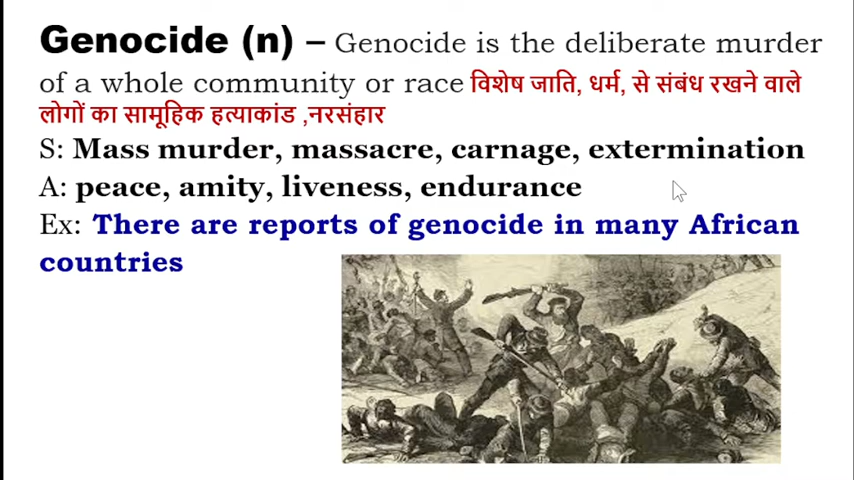 Genocide (n) – Genocide is the deliberate murder
of a whole community or race विशेष जाति, धर्म, से संबंध रखने वाले
लोगों का सामूहिक हत्याकांड ,नरसंहार
S: Mass murder, massacre, carnage, extermination
A: peace, amity, liveness, endurance
Ex: There are reports of genocide in many African
countries